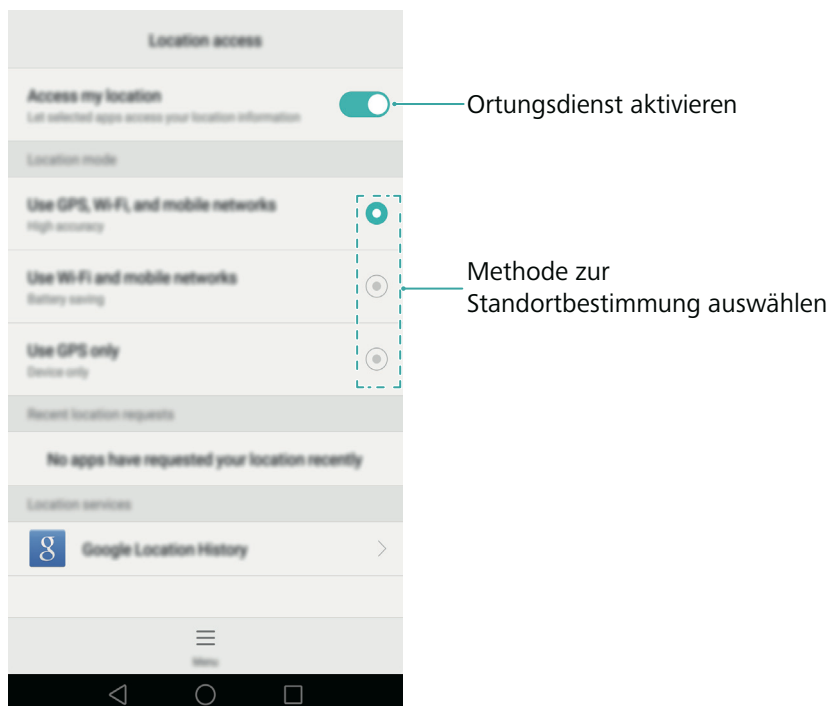 Location access
Access my location
Let selected apps access your location information
Ortungsdienst aktivieren
Location mode
Use GPS, Wi-Fi, and mobile networks
High accuracy
Use Wi-Fi and mobile networks
Battery saving
Methode zur
Standortbestimmung auswählen
Use GPS only
Device only
Recent location requests
No apps have requested your location recently
Location services
g
Google Location History
Menu